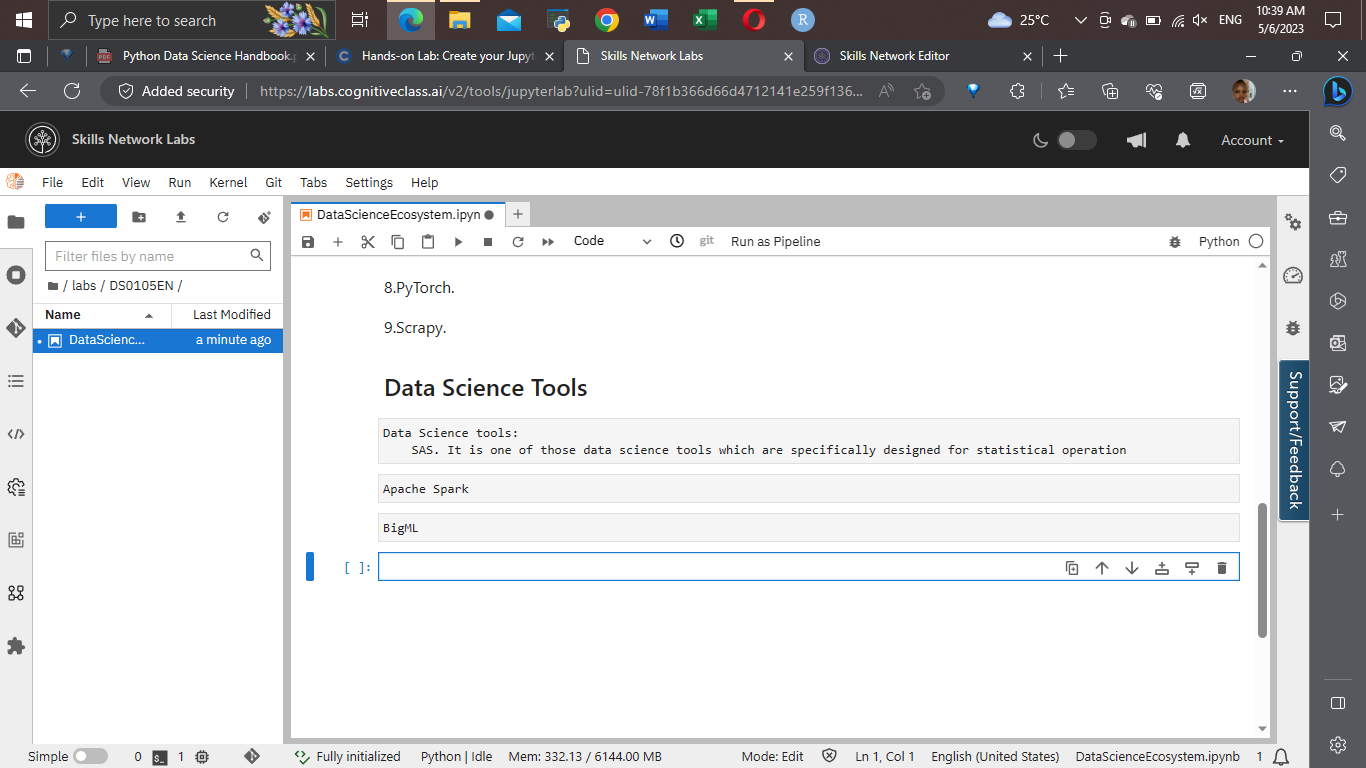 Type here to search
25°C
ENG
10:39 AM
5/6/2023
Python Data Science Handbook.p
Hands-on Lab: Create your Jupyt
Skills Network Labs
Skills Network Editor
Added security
https://labs.cognitiveclass.ai/v2/tools/jupyterlab?ulid=ulid-78f1b366d66d4712141e259f136...
Skills Network Labs
Account
File Edit View Run Kernel Git Tabs Settings Help
+
DataScienceEcosystem.ipyn
Filter files by name
Code
git
Run as Pipeline
Python
/ labs / DS0105EN /
Name
Last Modified
DataScienc...
a minute ago
8.PyTorch.
9.Scrapy.
Data Science Tools
Data Science tools:
SAS. It is one of those data science tools which are specifically designed for statistical operation
Apache Spark
BigML
[ ]:
Support/Feedback
Simple
0
1
Fully initialized
Python | Idle
Mem: 332.13 / 6144.00 MB
Mode: Edit
Ln 1, Col 1
English (United States)
DataScienceEcosystem.ipynb
1